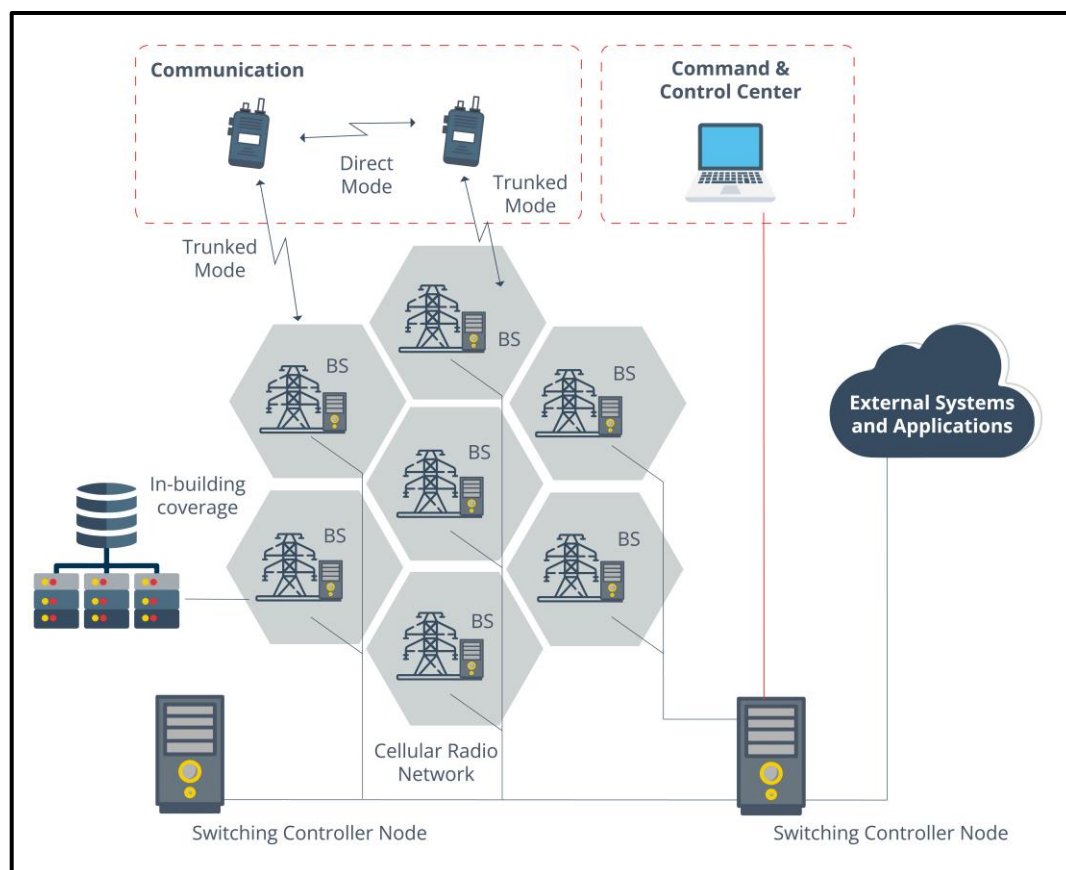 Communication
Command &
Control Center
Direct
Mode
Trunked
Mode
Trunked
Mode
BS
BS
BS
External Systems
and Applications
BS
In-building
coverage
BS
BS
BS
Cellular Radio
Network
Switching Controller Node
Switching Controller Node